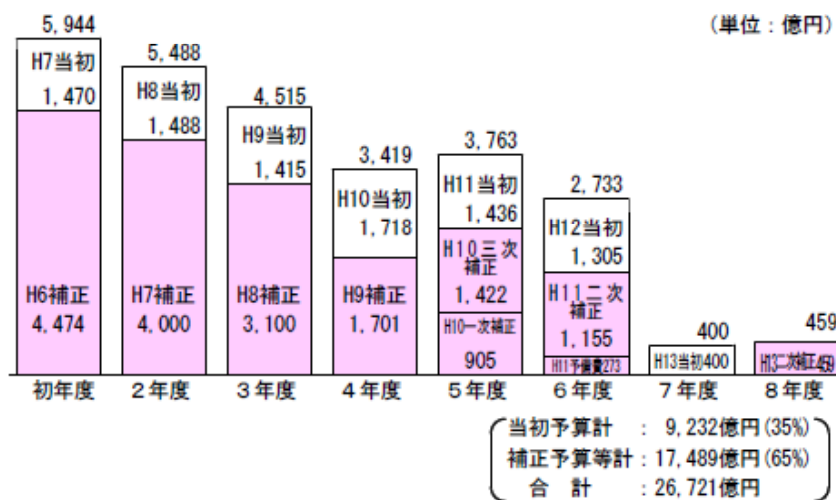 (単位：億円)
5,944
H7当初
1,470
H6補正
4,474
初年度
5,488
H8当初
1,488
H7補正
4,000
２年度
4,515
H9当初
1,415
H8補正
3,100
３年度
3,419
H10当初
1,718
H9補正
1,701
４年度
3,763
H11当初
1,436
H10三次
補正
1,422
H10一次補正
905
５年度
2,733
H12当初
1,305
H11二次
補正
1,155
H11予備費273
６年度
400
H13当初400
７年度
459
H13二次補正459
８年度
当初予算計　：　9,232億円(35%)
補正予算等計：17,489億円(65%)
合　計　：26,721億円